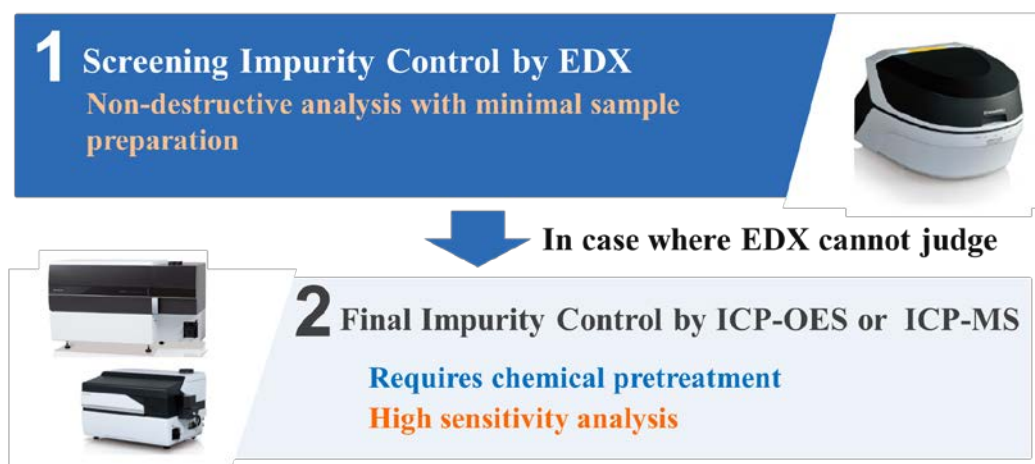 1 Screening Impurity Control by EDX
Non-destructive analysis with minimal sample
preparation
In case where EDX cannot judge
2 Final Impurity Control by ICP-OES or ICP-MS
Requires chemical pretreatment
High sensitivity analysis